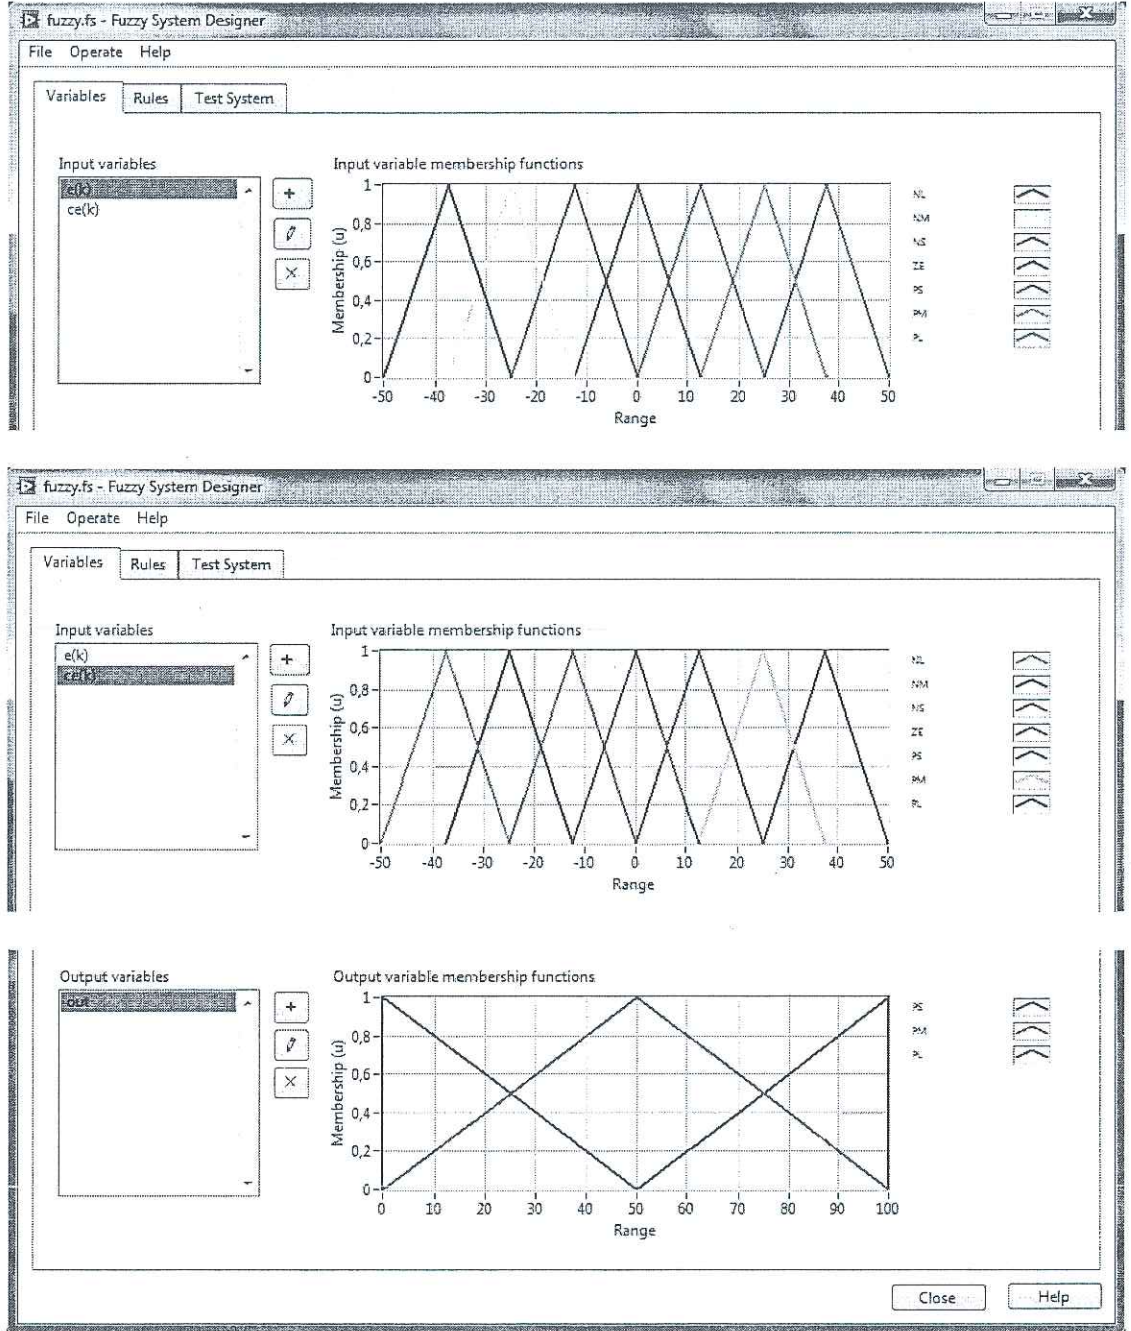 fuzzy.fs - Fuzzy System Designer
File Operate Help
Variables Rules Test System
Input variables
e(k)
ce(k)
Input variable membership functions
Membership (u)
1
0,8
0,6
0,4
0,2
0
-50 -40 -30 -20 -10 0 10 20 30 40 50
Range
NL
NM
NS
ZE
PS
PM
PL
fuzzy.fs - Fuzzy System Designer
File Operate Help
Variables Rules Test System
Input variables
e(k)
ce(k)
Input variable membership functions
Membership (u)
1
0,8
0,6
0,4
0,2
0
-50 -40 -30 -20 -10 0 10 20 30 40 50
Range
NL
NM
NS
ZE
PS
PM
PL
Output variables
out
Output variable membership functions
Membership (u)
1
0,8
0,6
0,4
0,2
0
0 10 20 30 40 50 60 70 80 90 100
Range
PS
PM
PL
Close Help